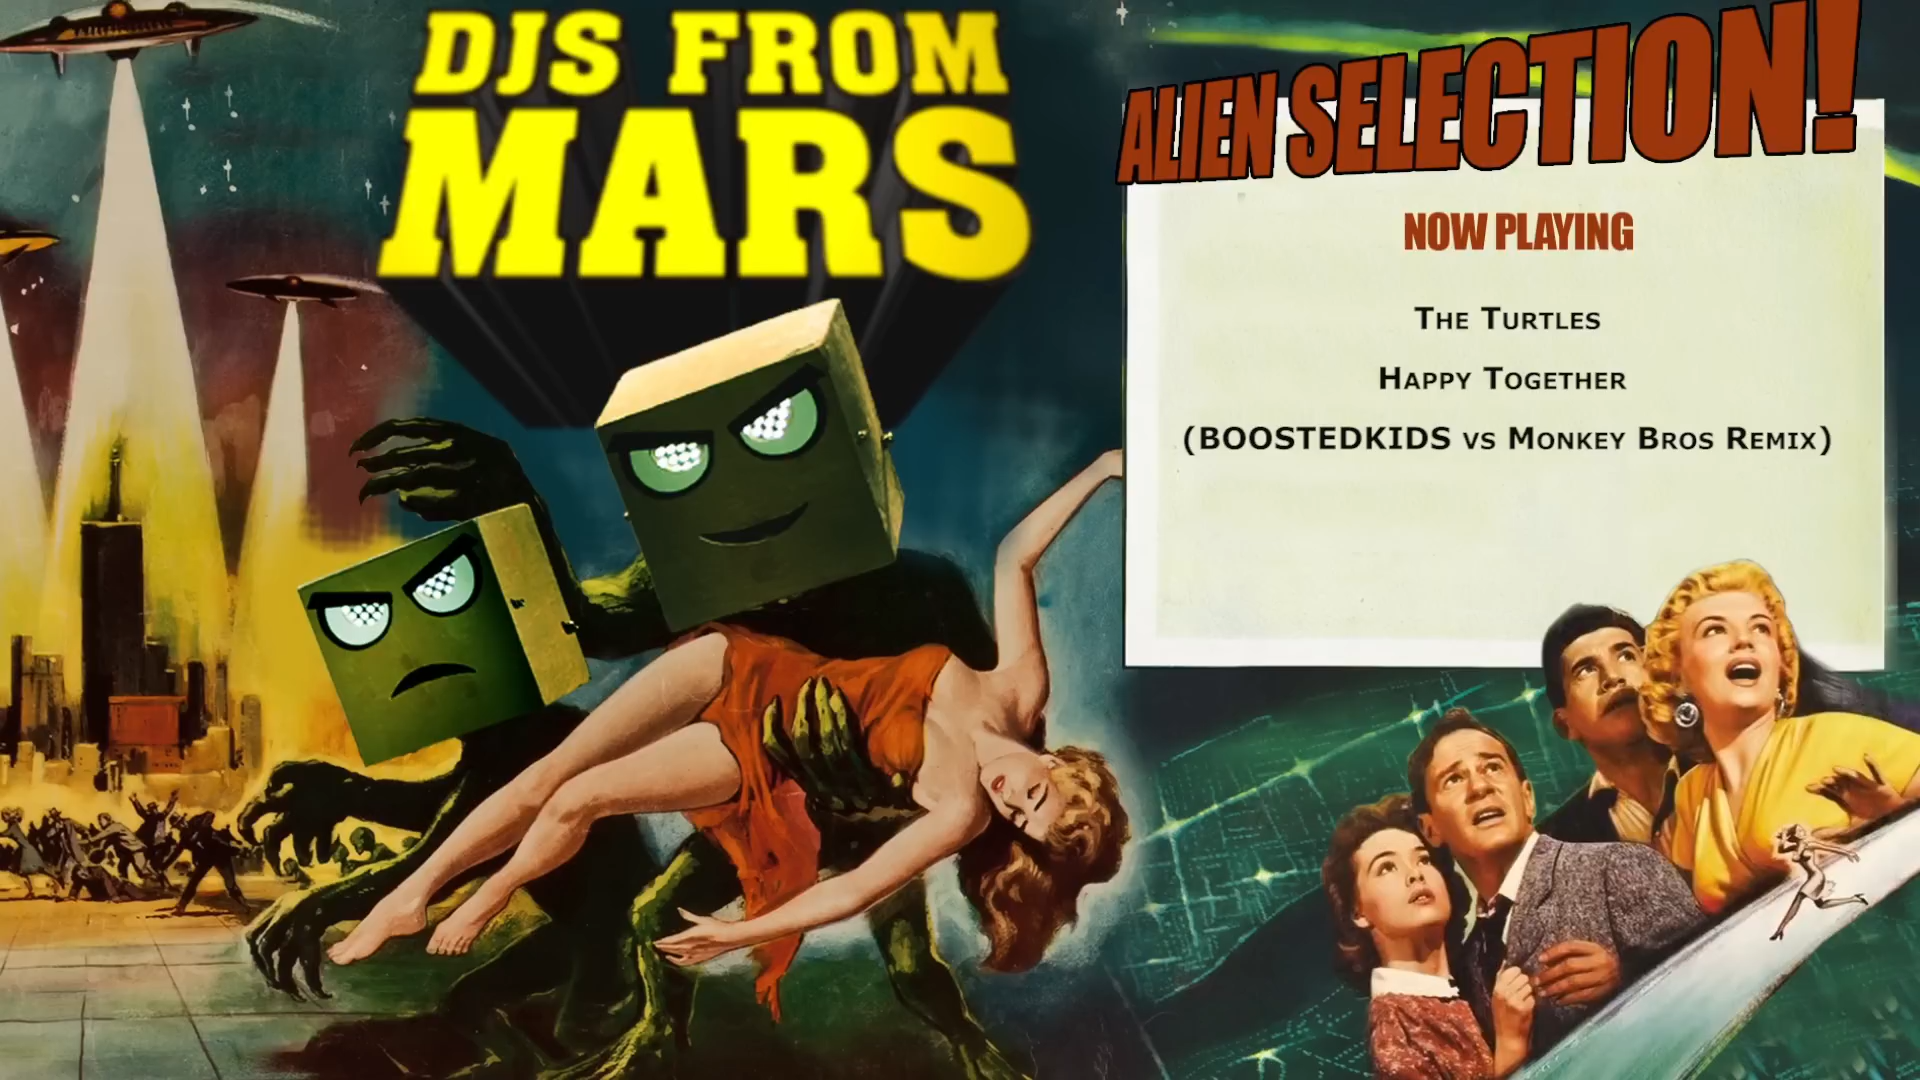 DJS FROM
MARS
ALIEN SELECTION!
NOW PLAYING
The Turtles
Happy Together
(BOOSTEDKIDS vs Monkey Bros Remix)